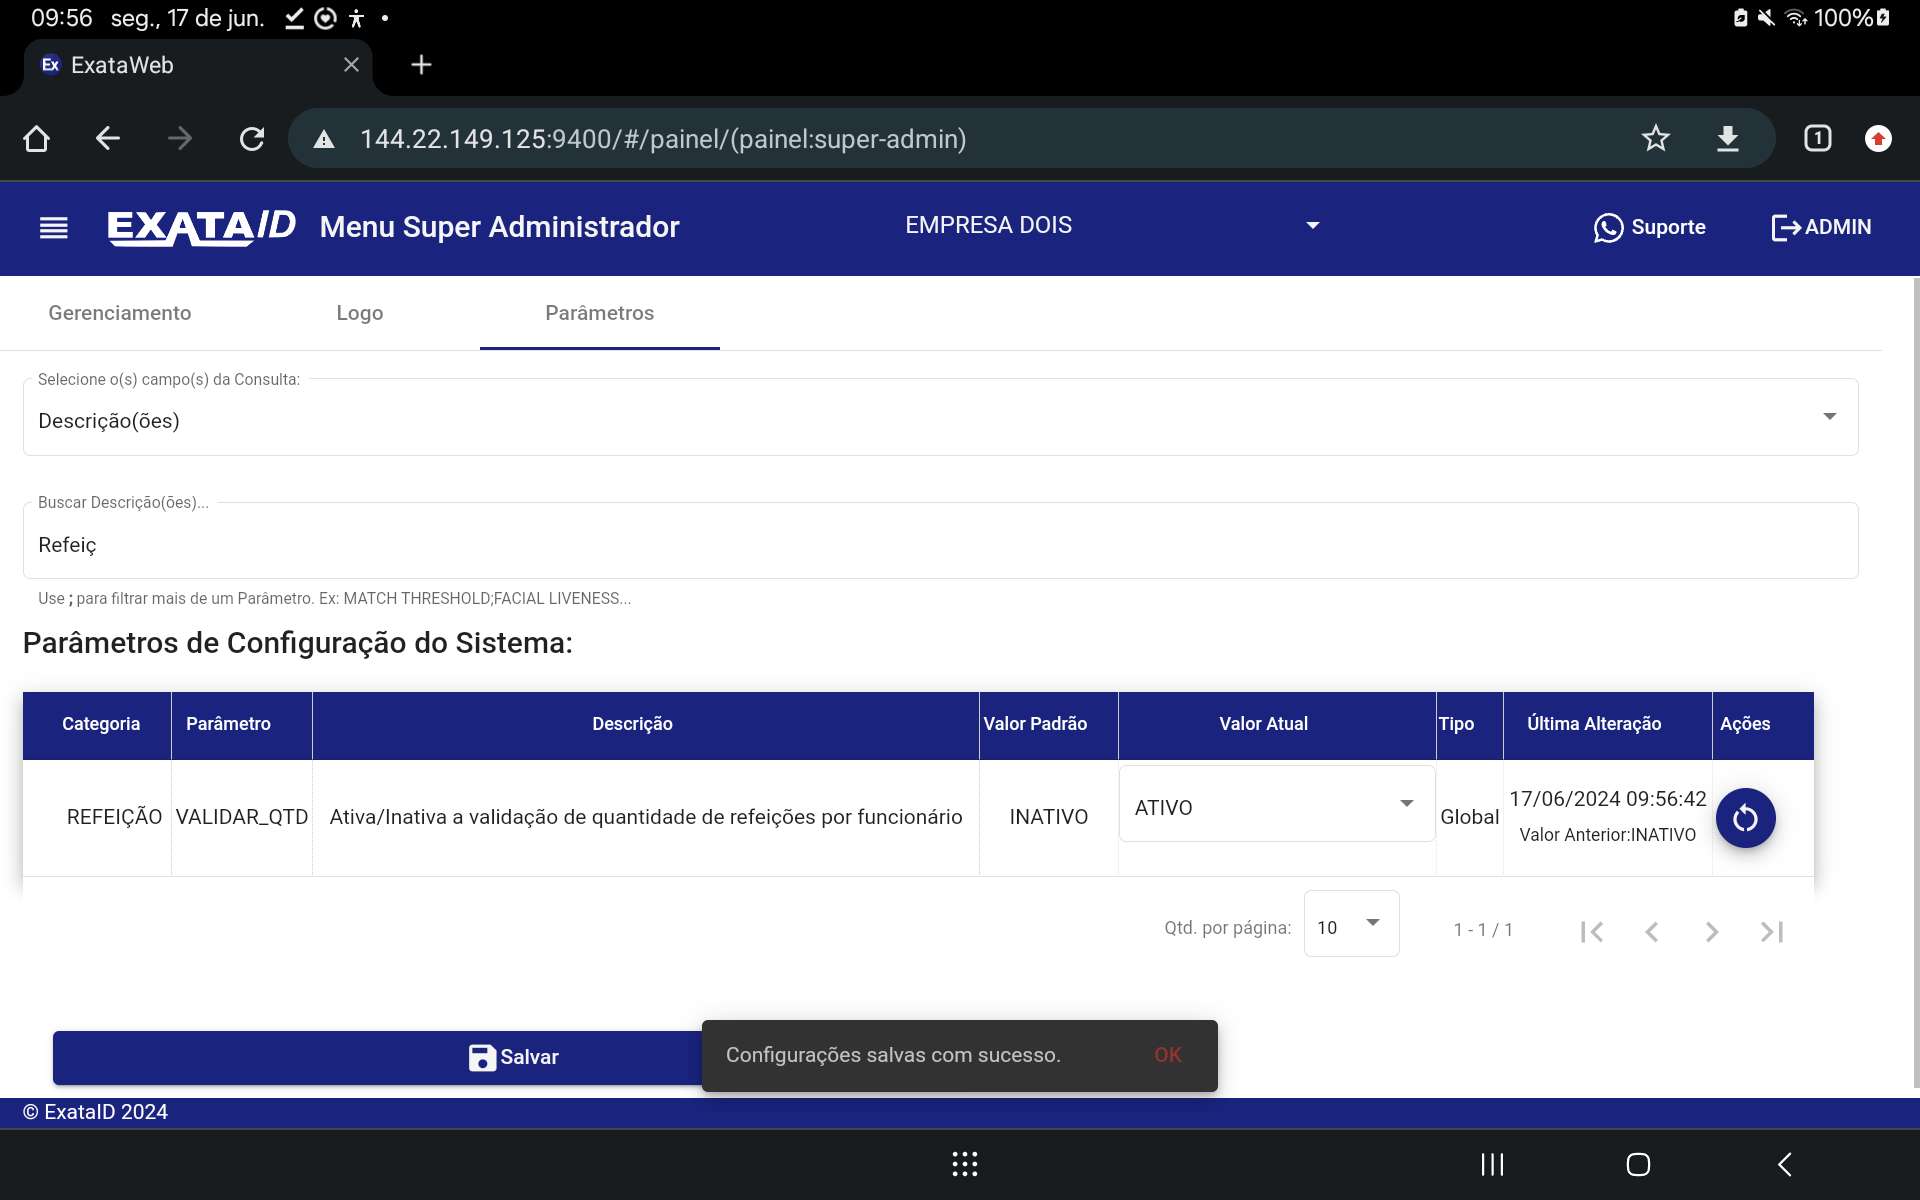 09:56 seg., 17 de jun.
100%
Ex ExataWeb
144.22.149.125:9400/#/painel/(painel:super-admin)
1
EXATAID Menu Super Administrador
EMPRESA DOIS
Suporte
ADMIN
Gerenciamento
Logo
Parâmetros
Selecione o(s) campo(s) da Consulta:
Descrição(ões)
Buscar Descrição(ões)...
Refeiç
Use ; para filtrar mais de um Parâmetro. Ex: MATCH THRESHOLD;FACIAL LIVENESS...
Parâmetros de Configuração do Sistema:
Categoria Parâmetro Descrição Valor Padrão Valor Atual Tipo Última Alteração Ações
REFEIÇÃO VALIDAR_QTD Ativa/Inativa a validação de quantidade de refeições por funcionário INATIVO ATIVO Global 17/06/2024 09:56:42
Valor Anterior:INATIVO
Qtd. por página: 10 1 - 1 / 1
Salvar
Configurações salvas com sucesso. OK
© ExataID 2024